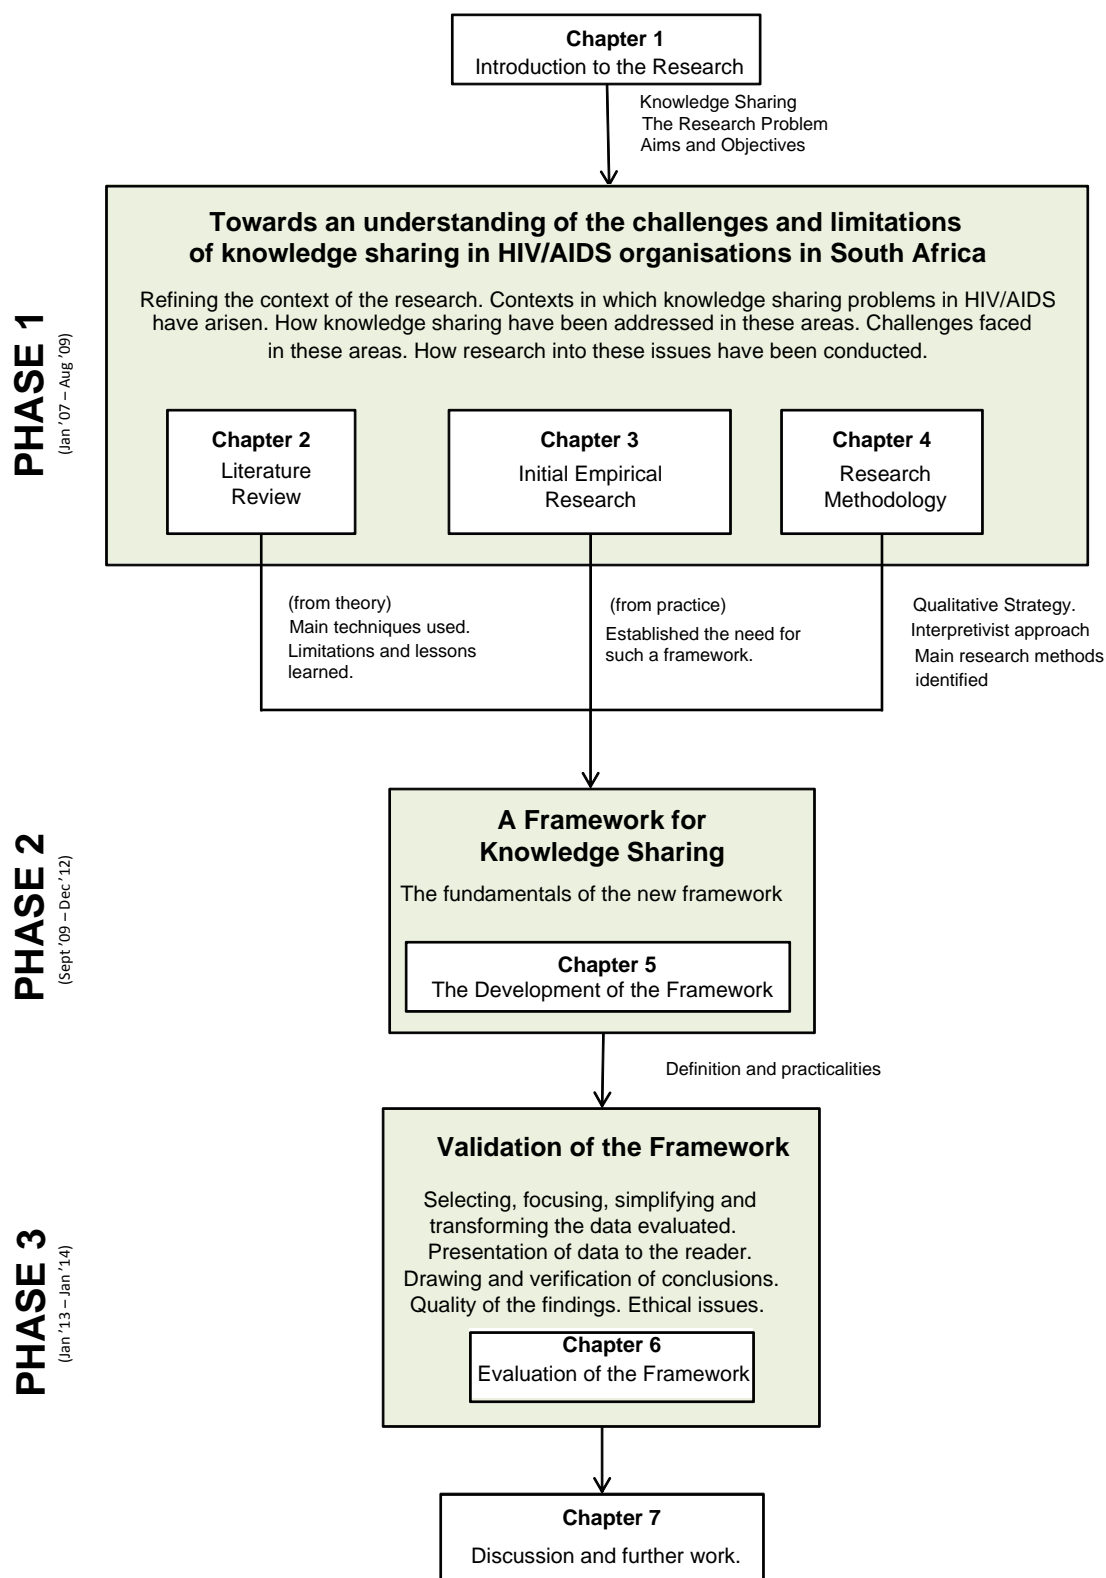 Chapter 1
Introduction to the Research
Knowledge Sharing
The Research Problem
Aims and Objectives
PHASE 1
(Jan '07 – Aug '09)
Towards an understanding of the challenges and limitations
of knowledge sharing in HIV/AIDS organisations in South Africa
Refining the context of the research. Contexts in which knowledge sharing problems in HIV/AIDS
have arisen. How knowledge sharing have been addressed in these areas. Challenges faced
in these areas. How research into these issues have been conducted.
Chapter 2
Literature
Review
Chapter 3
Initial Empirical
Research
Chapter 4
Research
Methodology
(from theory)
Main techniques used.
Limitations and lessons
learned.
(from practice)
Established the need for
such a framework.
Qualitative Strategy.
Interpretivist approach
Main research methods
identified
PHASE 2
(Sept '09 – Dec '12)
A Framework for
Knowledge Sharing
The fundamentals of the new framework
Chapter 5
The Development of the Framework
Definition and practicalities
PHASE 3
(Jan '13 – Jan '14)
Validation of the Framework
Selecting, focusing, simplifying and
transforming the data evaluated.
Presentation of data to the reader.
Drawing and verification of conclusions.
Quality of the findings. Ethical issues.
Chapter 6
Evaluation of the Framework
Chapter 7
Discussion and further work.